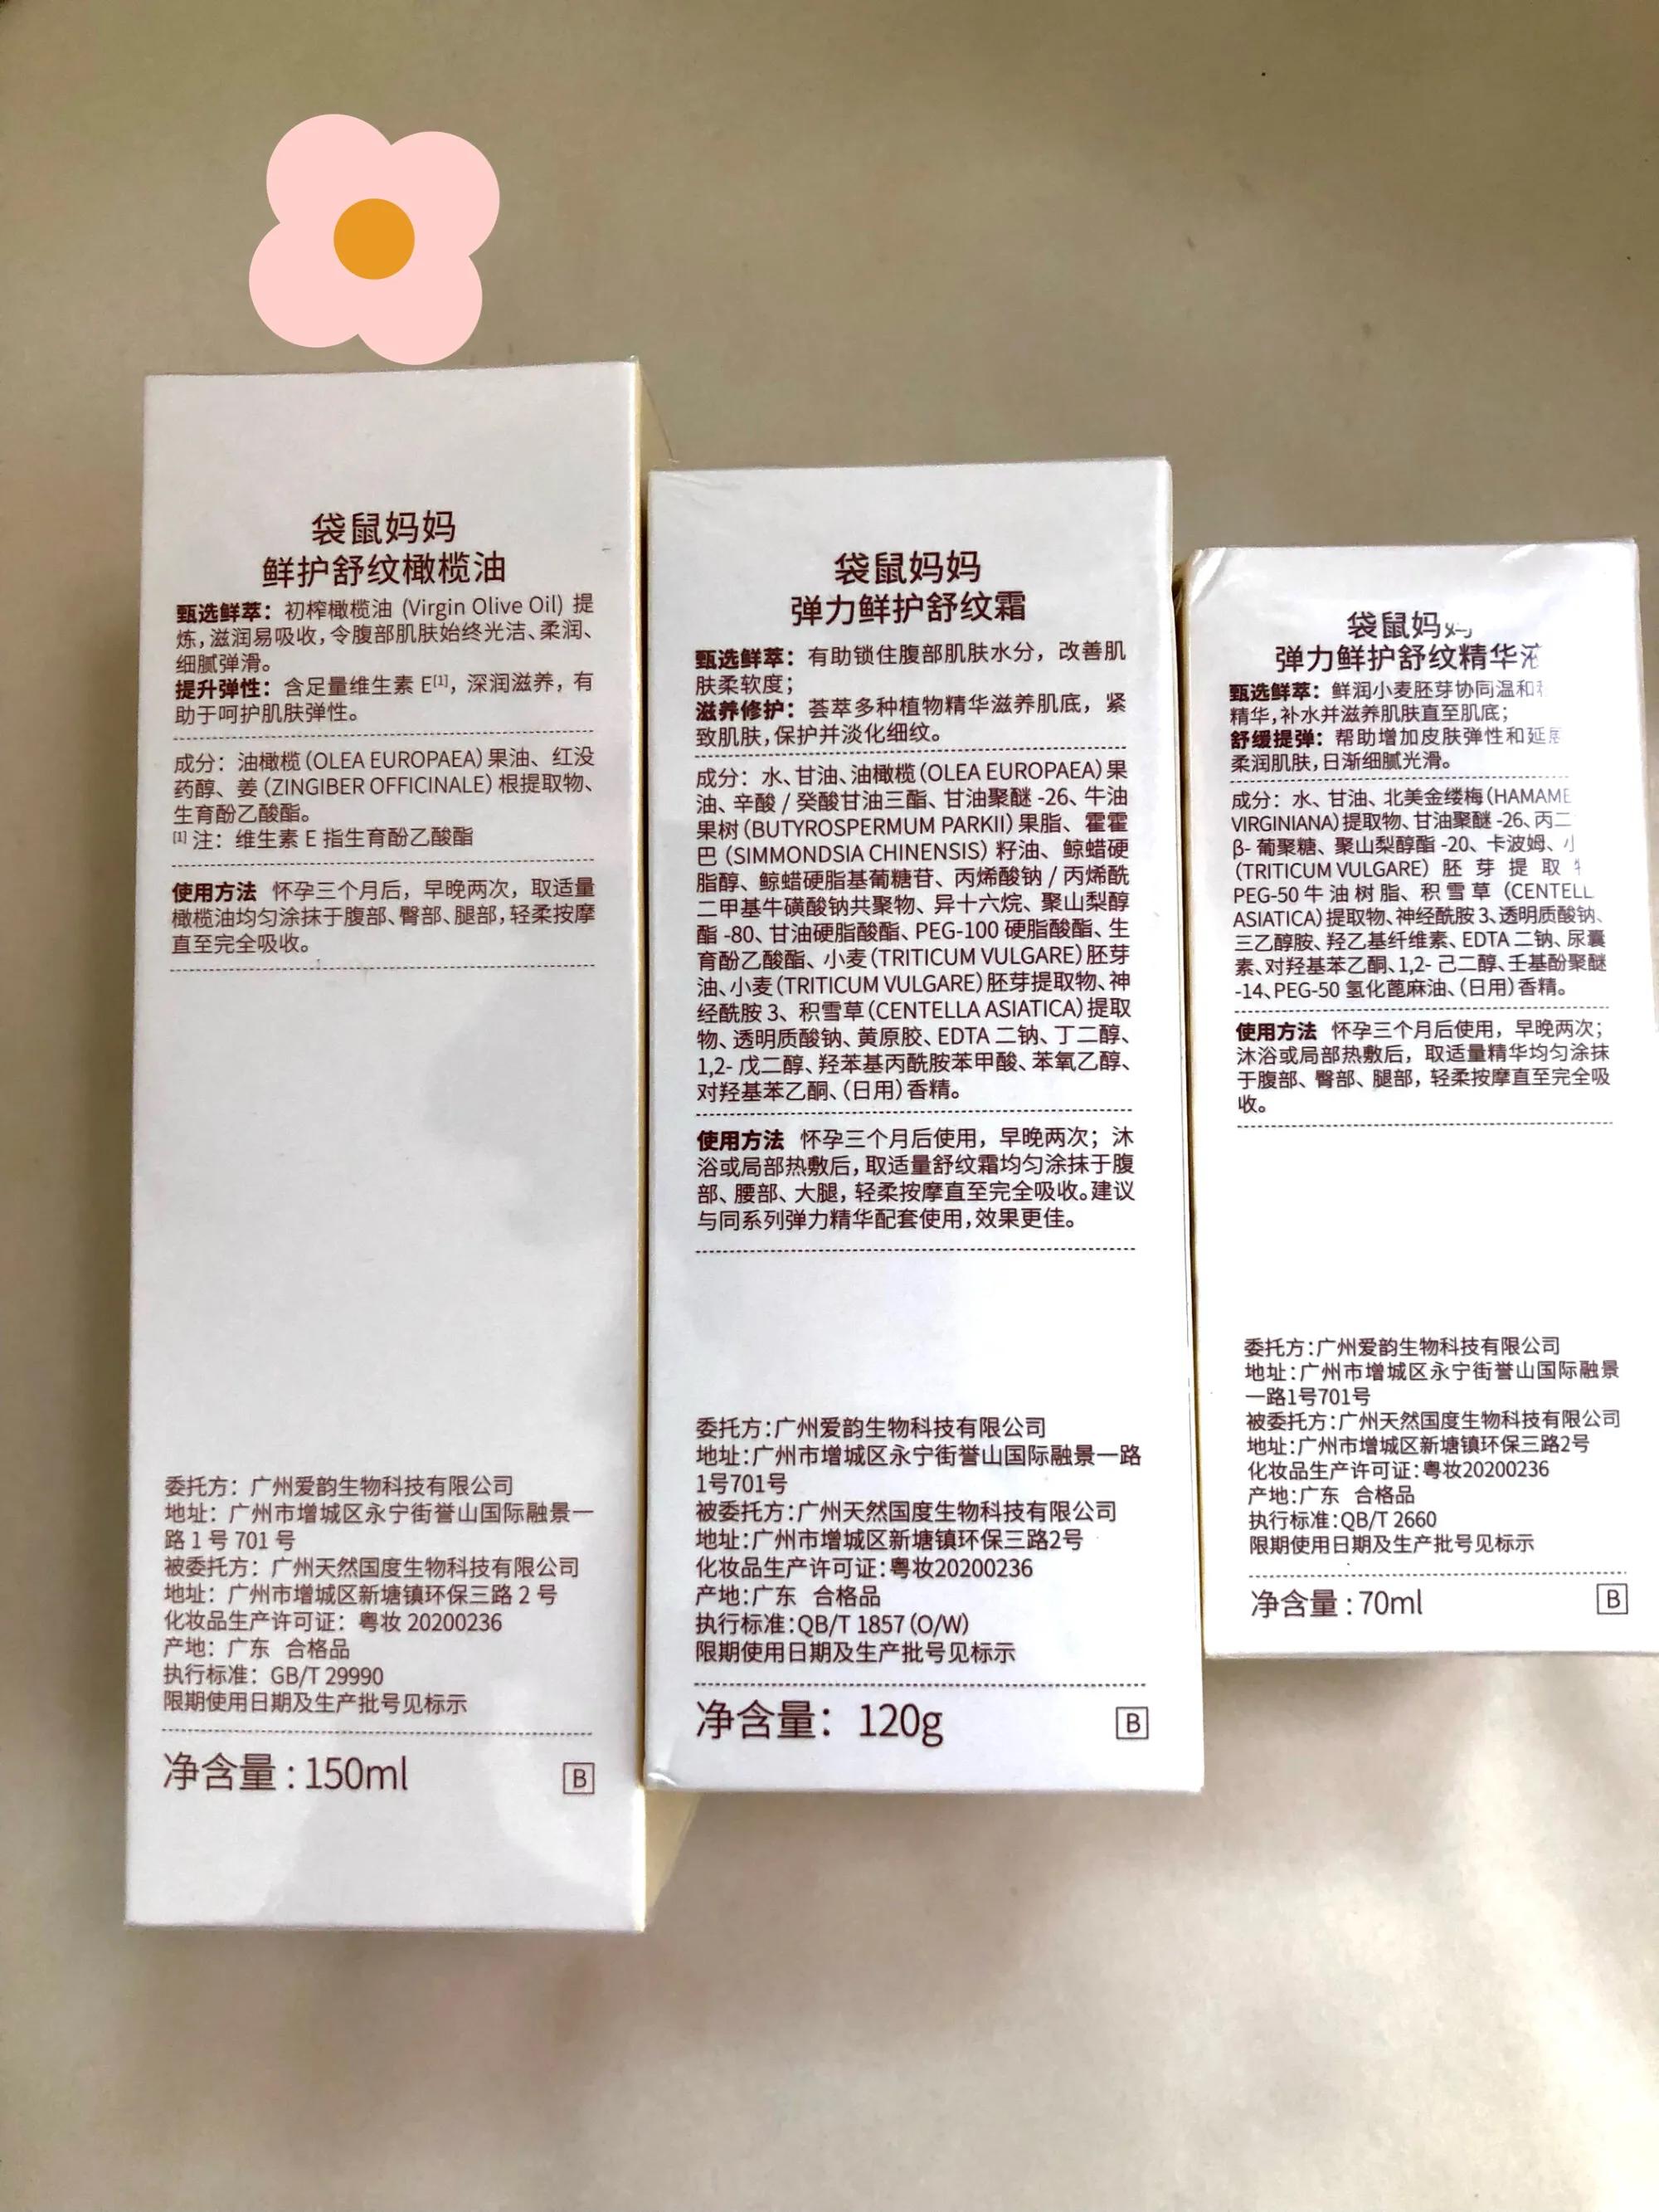 袋鼠妈妈
鲜护舒纹橄榄油
甄选鲜萃：初榨橄榄油 (Virgin Olive Oil) 提
炼，滋润易吸收，令腹部肌肤始终光洁、柔润、
细腻弹滑。
提升弹性：含足量维生素 E[1]，深润滋养，有
助于呵护肌肤弹性。
成分：油橄榄（OLEA EUROPAEA）果油、红没
药醇、姜（ZINGIBER OFFICINALE）根提取物、
生育酚乙酸酯。
[1] 注：维生素 E 指生育酚乙酸酯
使用方法 怀孕三个月后，早晚两次，取适量
橄榄油均匀涂抹于腹部、臀部、腿部，轻柔按摩
直至完全吸收。
委托方：广州爱韵生物科技有限公司
地址：广州市增城区永宁街誉山国际融景一
路 1 号 701 号
被委托方：广州天然国度生物科技有限公司
地址：广州市增城区新塘镇环保三路 2 号
化妆品生产许可证：粤妆 20200236
产地：广东 合格品
执行标准：GB/T 29990
限期使用日期及生产批号见标示
净含量：150ml
B
袋鼠妈妈
弹力鲜护舒纹霜
甄选鲜萃：有助锁住腹部肌肤水分，改善肌
肤柔软度；
滋养修护：荟萃多种植物精华滋养肌底，紧
致肌肤，保护并淡化细纹。
成分：水、甘油、油橄榄（OLEA EUROPAEA）果
油、辛酸 / 癸酸甘油三酯、甘油聚醚 -26、牛油
果树（BUTYROSPERMUM PARKII）果脂、霍霍
巴（SIMMONDSIA CHINENSIS）籽油、鲸蜡硬
脂醇、鲸蜡硬脂基葡糖苷、丙烯酸钠 / 丙烯酰
二甲基牛磺酸钠共聚物、异十六烷、聚山梨醇
酯 -80、甘油硬脂酸酯、PEG-100 硬脂酸酯、生
育酚乙酸酯、小麦（TRITICUM VULGARE）胚芽
油、小麦（TRITICUM VULGARE）胚芽提取物、神
经酰胺 3、积雪草（CENTELLA ASIATICA）提取
物、透明质酸钠、黄原胶、EDTA 二钠、丁二醇、
1,2- 戊二醇、羟苯基丙酰胺苯甲酸、苯氧乙醇、
对羟基苯乙酮、（日用）香精。
使用方法 怀孕三个月后使用，早晚两次；沐
浴或局部热敷后，取适量舒纹霜均匀涂抹于腹
部、腰部、大腿，轻柔按摩直至完全吸收。建议
与同系列弹力精华配套使用，效果更佳。
委托方：广州爱韵生物科技有限公司
地址：广州市增城区永宁街誉山国际融景一路
1号701号
被委托方：广州天然国度生物科技有限公司
地址：广州市增城区新塘镇环保三路2号
化妆品生产许可证：粤妆20200236
产地：广东 合格品
执行标准：QB/T 1857（O/W）
限期使用日期及生产批号见标示
净含量：120g
B
袋鼠妈
弹力鲜护舒纹精华
甄选鲜萃：鲜润小麦胚芽协同温和
精华，补水并滋养肌肤直至肌底；
舒缓提弹：帮助增加皮肤弹性和延
柔润肌肤，日渐细腻光滑。
成分：水、甘油、北美金缕梅（HAMAME
VIRGINIANA）提取物、甘油聚醚 -26、丙二
β- 葡聚糖、聚山梨醇酯 -20、卡波姆、小
（TRITICUM VULGARE）胚芽提取
PEG-50 牛油树脂、积雪草（CENTELL
ASIATICA）提取物、神经酰胺 3、透明质酸钠、
三乙醇胺、羟乙基纤维素、EDTA 二钠、尿囊
素、对羟基苯乙酮、1,2- 己二醇、壬基酚聚醚
-14、PEG-50 氢化蓖麻油、（日用）香精。
使用方法 怀孕三个月后使用，早晚两次；
沐浴或局部热敷后，取适量精华均匀涂抹
于腹部、臀部、腿部，轻柔按摩直至完全吸
收。
委托方：广州爱韵生物科技有限公司
地址：广州市增城区永宁街誉山国际融景
一路1号701号
被委托方：广州天然国度生物科技有限公司
地址：广州市增城区新塘镇环保三路2号
化妆品生产许可证：粤妆20200236
产地：广东 合格品
执行标准：QB/T 2660
限期使用日期及生产批号见标示
净含量：70ml
B